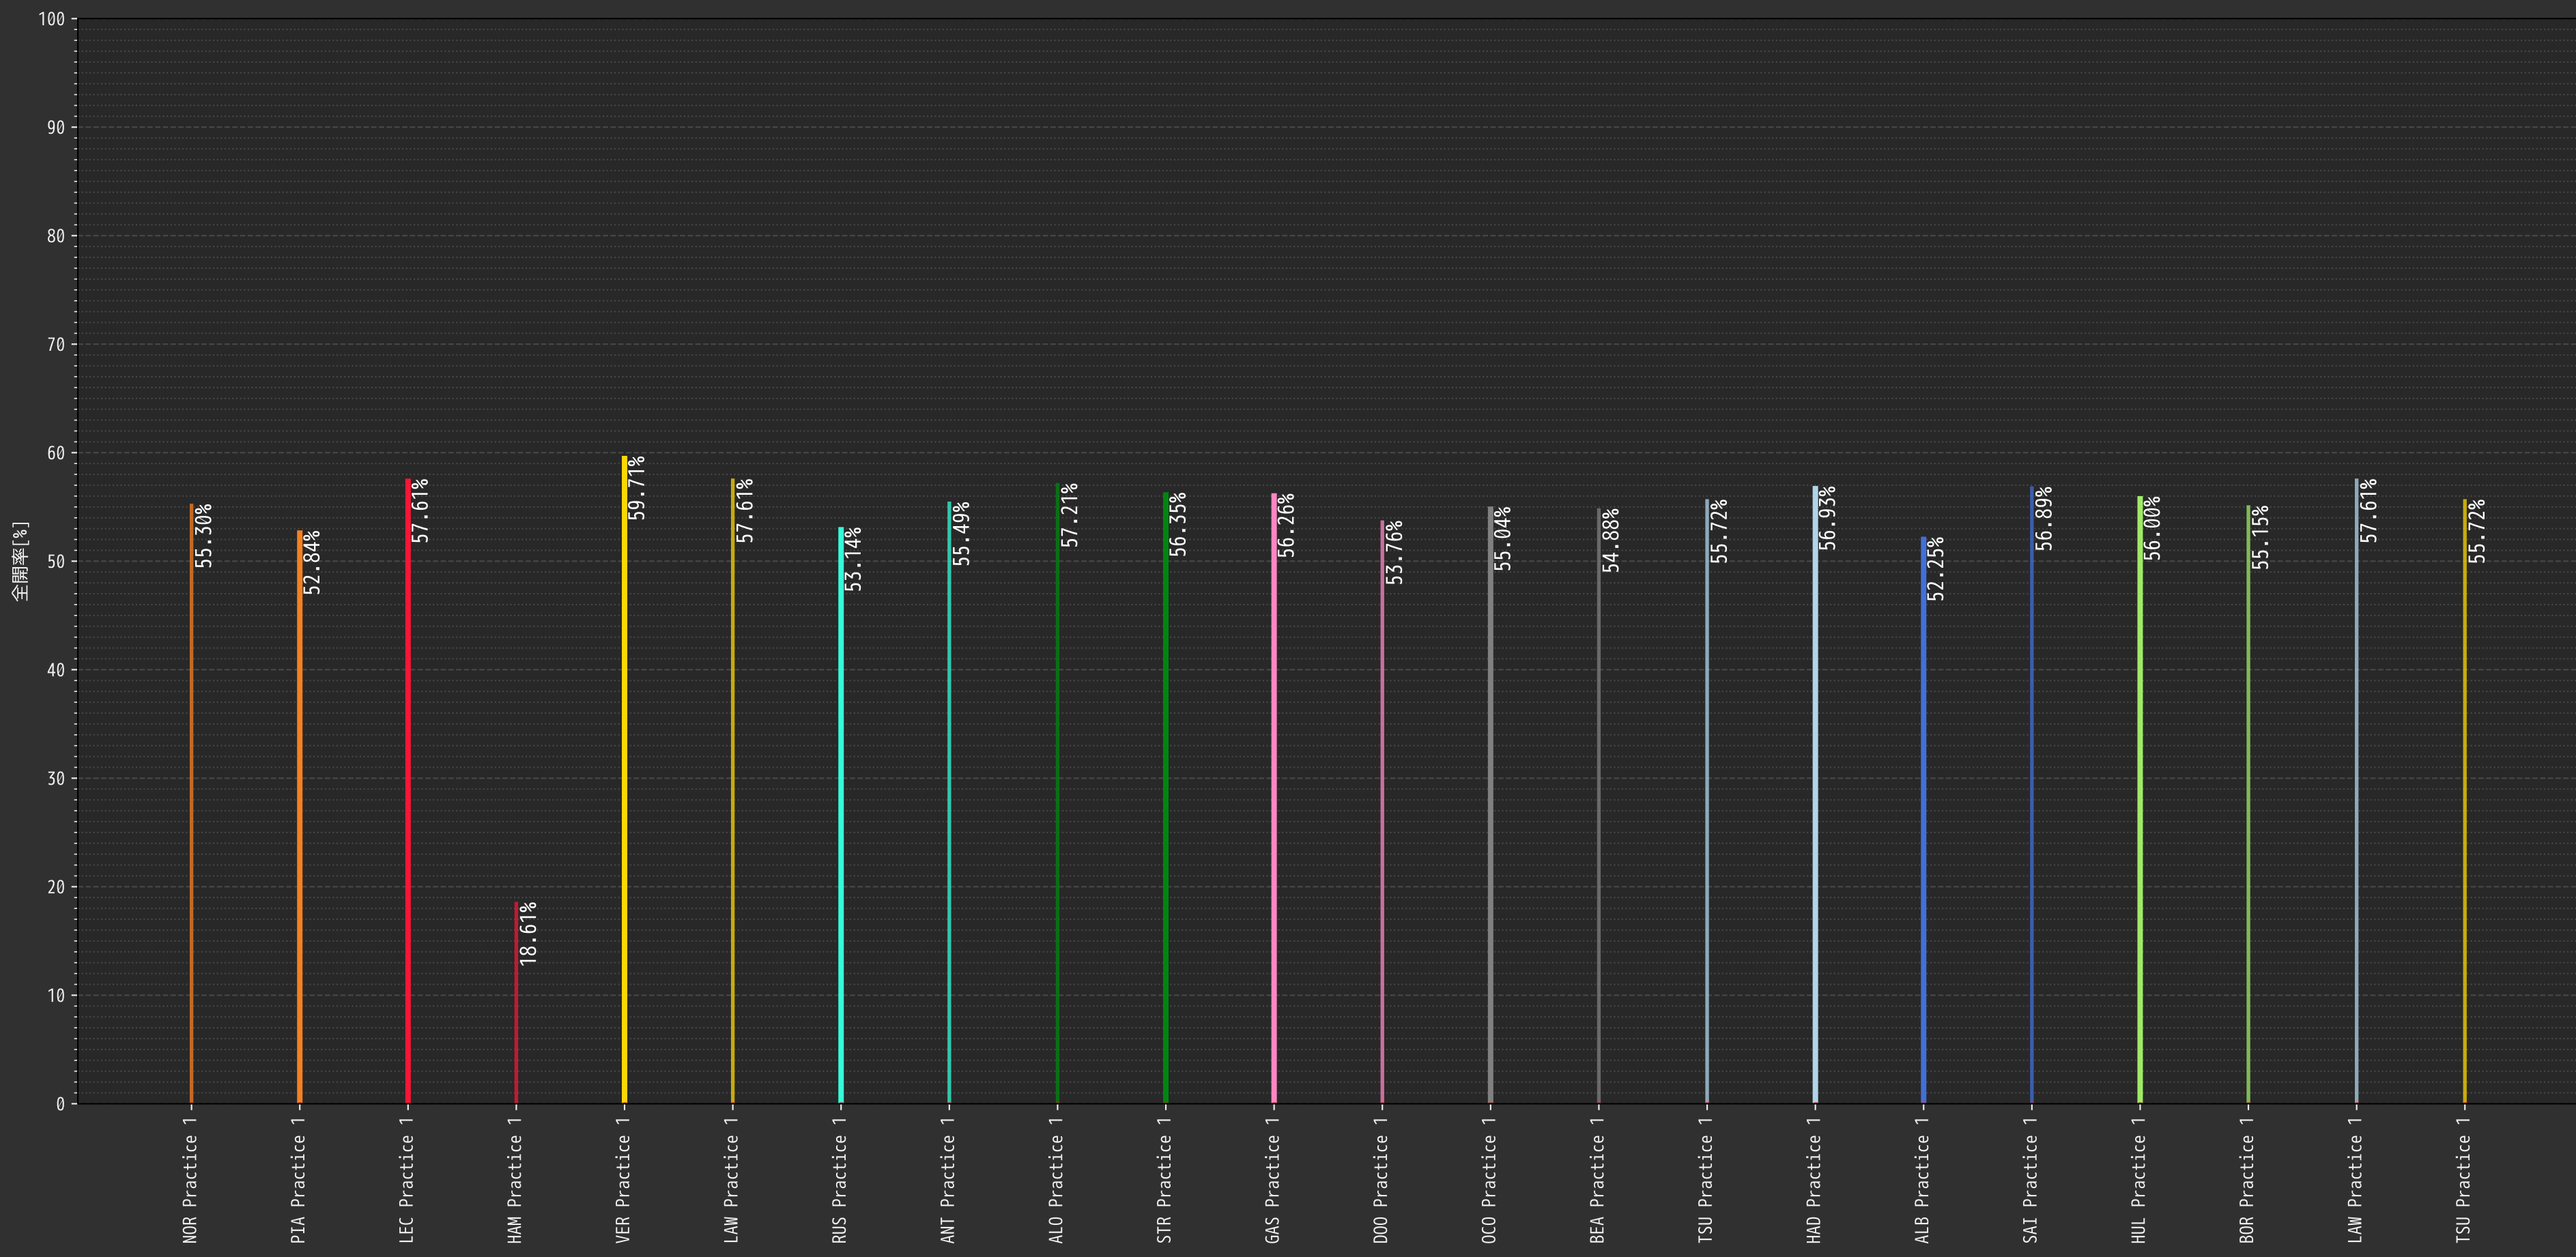 全開率[%]
100
90
80
70
60
50
40
30
20
10
0
55.30%
52.84%
57.61%
18.61%
59.71%
57.61%
53.14%
55.49%
57.21%
56.35%
56.26%
53.76%
55.04%
54.88%
55.72%
56.93%
52.25%
56.89%
56.00%
55.15%
57.61%
55.72%
NOR Practice 1
PIA Practice 1
LEC Practice 1
HAM Practice 1
VER Practice 1
LAW Practice 1
RUS Practice 1
ANT Practice 1
ALO Practice 1
STR Practice 1
GAS Practice 1
DOO Practice 1
OCO Practice 1
BEA Practice 1
TSU Practice 1
HAD Practice 1
ALB Practice 1
SAI Practice 1
HUL Practice 1
BOR Practice 1
LAW Practice 1
TSU Practice 1